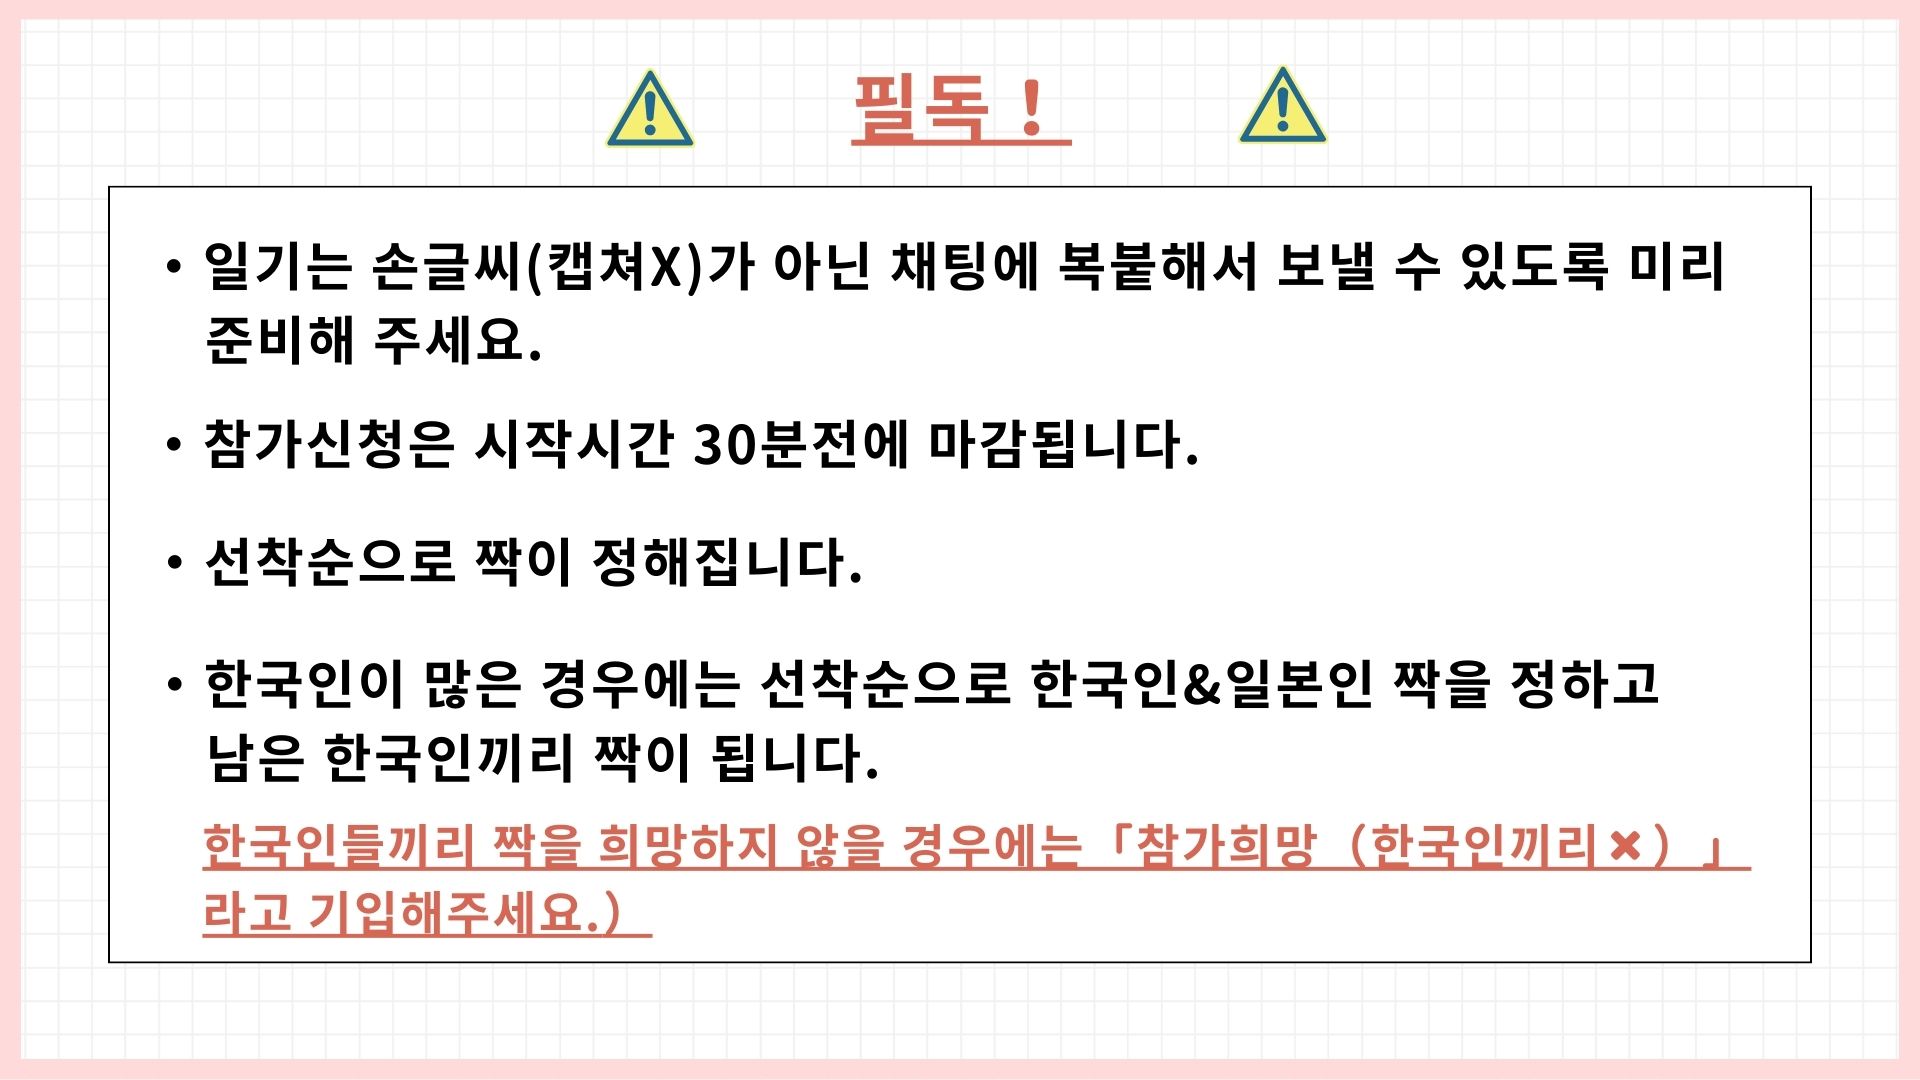 필독！
• 일기는 손글씨(캡쳐X)가 아닌 채팅에 복붙해서 보낼 수 있도록 미리
준비해 주세요.
• 참가신청은 시작시간 30분전에 마감됩니다.
• 선착순으로 짝이 정해집니다.
• 한국인이 많은 경우에는 선착순으로 한국인&일본인 짝을 정하고
남은 한국인끼리 짝이 됩니다.
한국인들끼리 짝을 희망하지 않을 경우에는「참가희망（한국인끼리✖）」
라고 기입해주세요.）